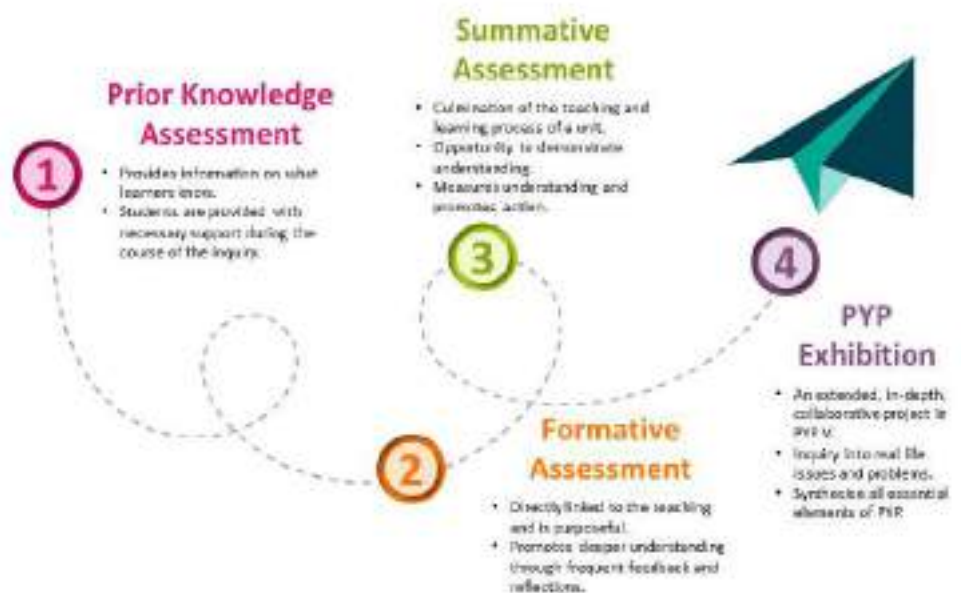 1
Prior Knowledge
Assessment
• Provides information on what
learners know.
• Students are provided with
necessary support during the
course of the inquiry.
2
Formative
Assessment
• Directly linked to the teaching
and is purposeful.
• Promotes deeper understanding
through frequent feedback and
reflections.
3
Summative
Assessment
• Culmination of the teaching and
learning process of a unit.
• Opportunity to demonstrate
understanding.
• Measures understanding and
promotes action.
4
PYP
Exhibition
• An extended, in-depth,
collaborative project in
PYP V.
• Inquiry into real life
issues and problems.
• Synthesise all essential
elements of PYP.